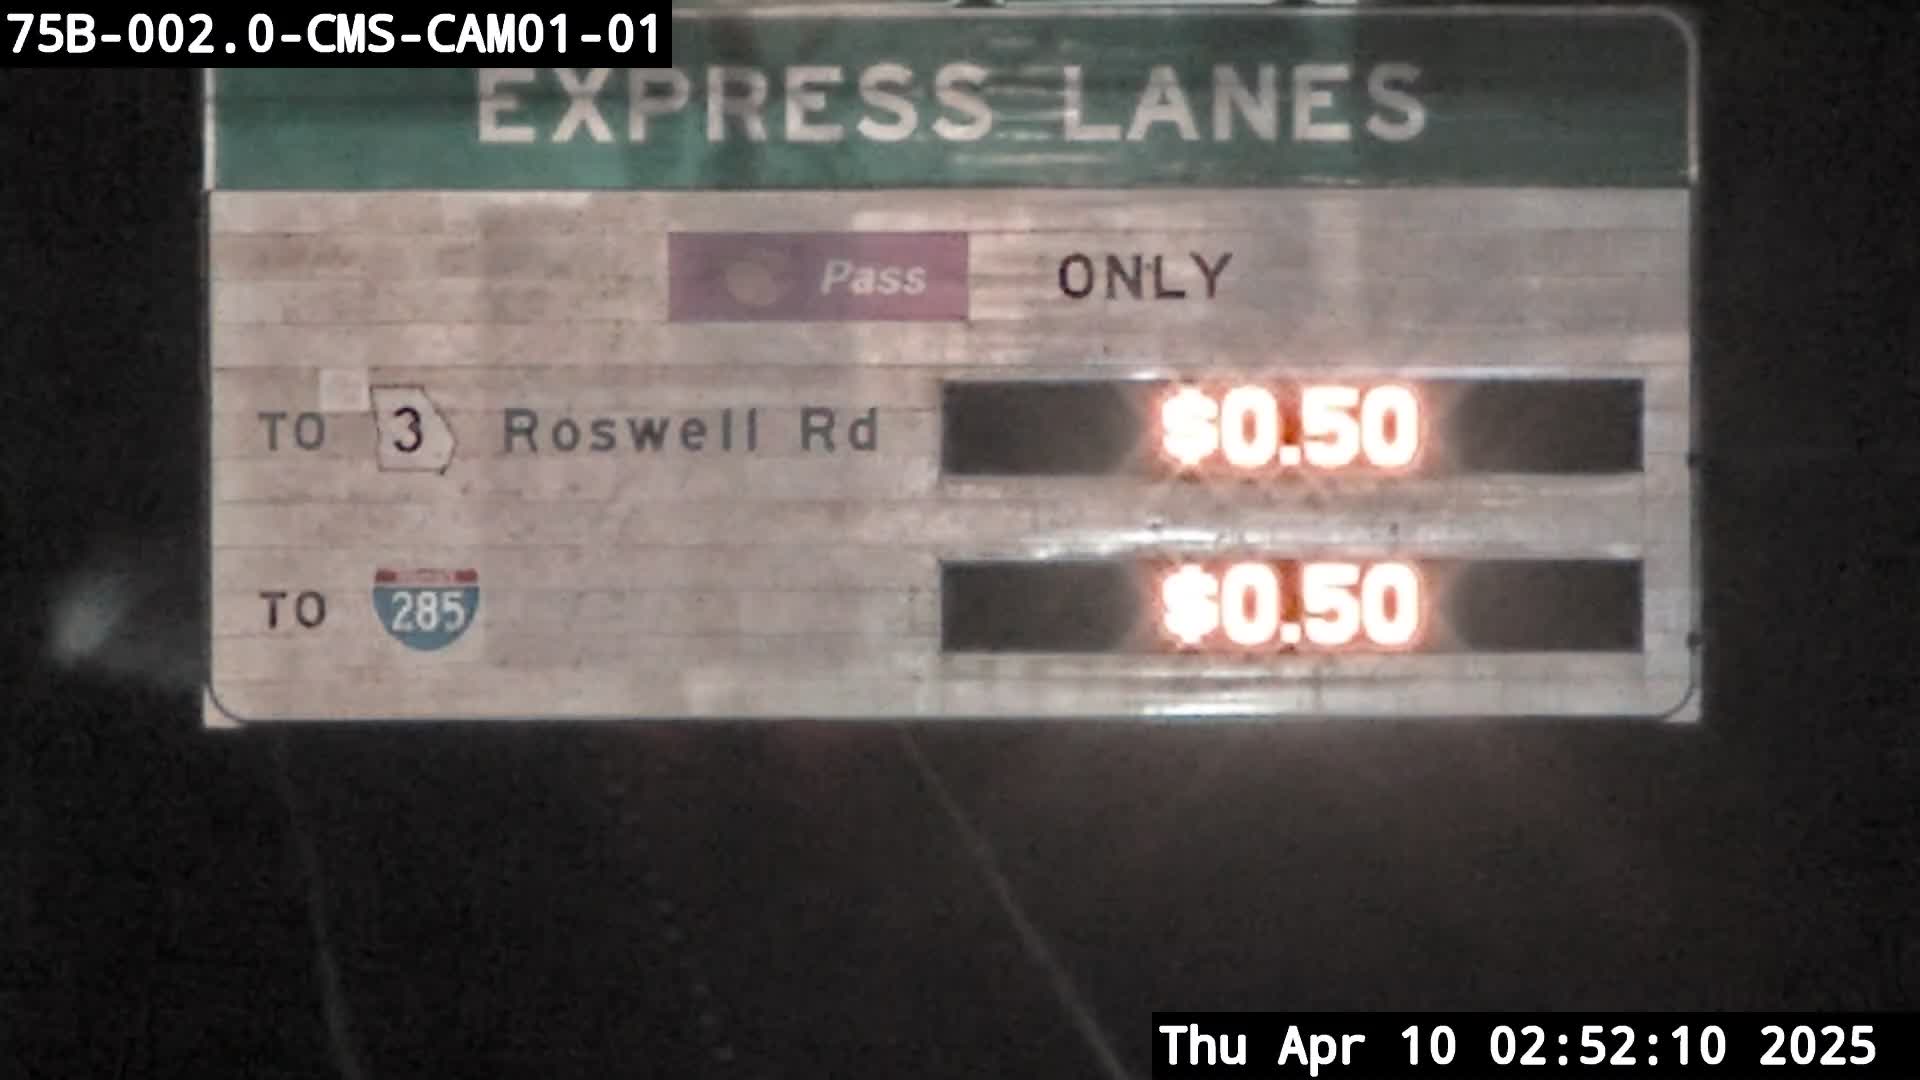 75B-002.0-CMS-CAM01-01
EXPRESS LANES
Pass ONLY
TO 3 Roswell Rd $0.50
TO 285 $0.50
Thu Apr 10 02:52:10 2025